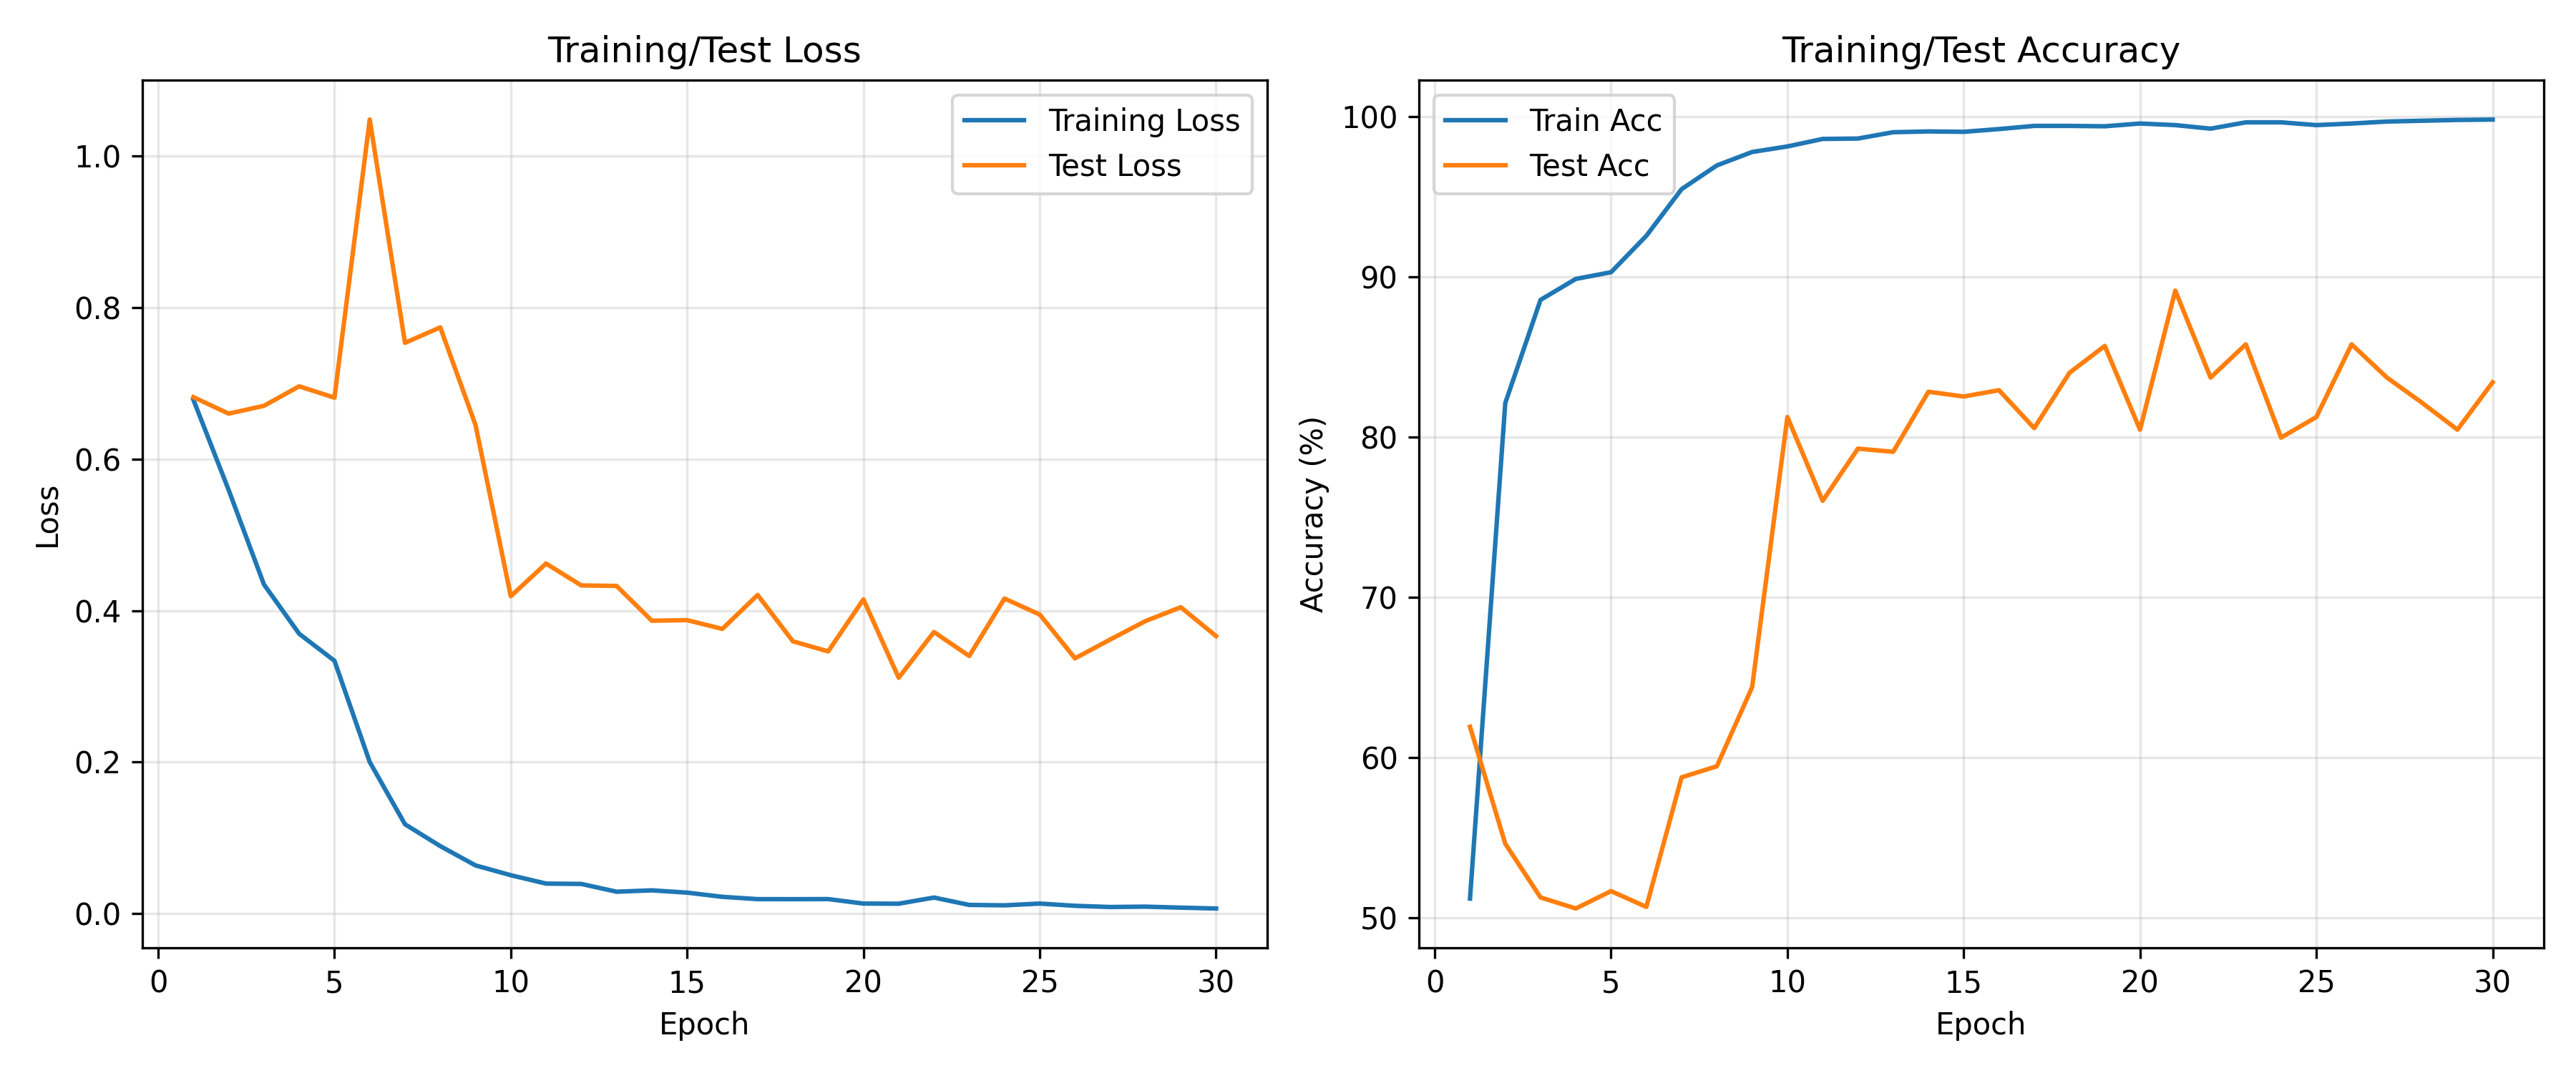 Training/Test Loss
Training Loss
Test Loss
1.0
0.8
0.6
0.4
0.2
0.0
Loss
0 5 10 15 20 25 30
Epoch
Training/Test Accuracy
Train Acc
Test Acc
100
90
80
70
60
50
Accuracy (%)
0 5 10 15 20 25 30
Epoch